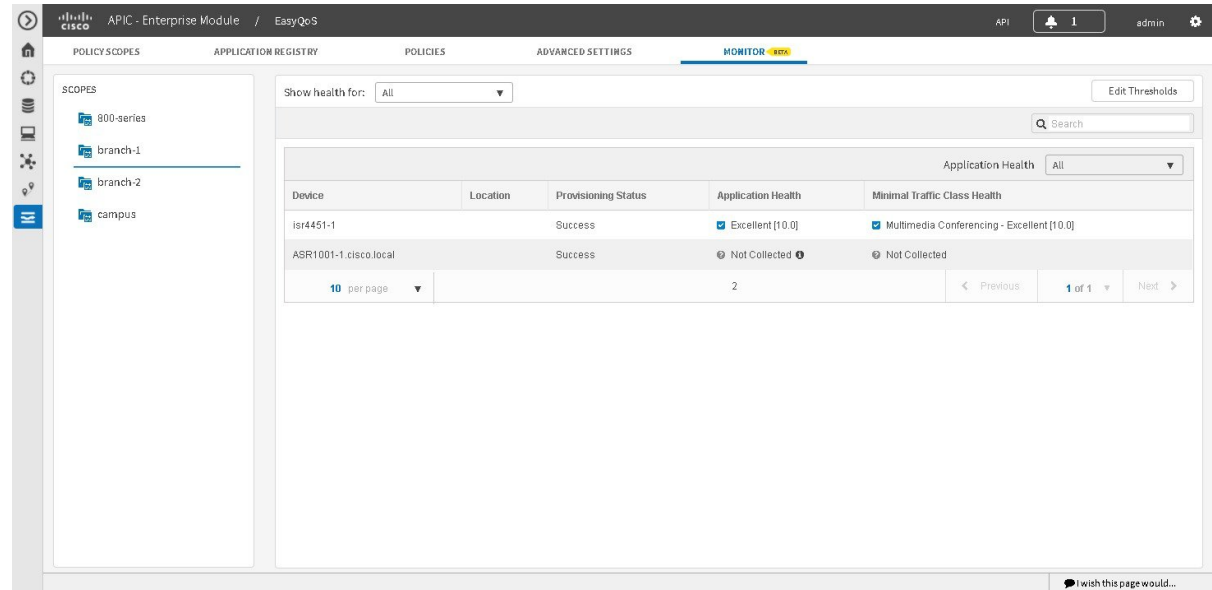 cisco APIC - Enterprise Module / EasyQoS API 1 admin
POLICY SCOPES APPLICATION REGISTRY POLICIES ADVANCED SETTINGS MONITOR BETA
SCOPES
800-series
branch-1
branch-2
campus
Show health for: All Edit Thresholds
Search
Application Health All
Device Location Provisioning Status Application Health Minimal Traffic Class Health
isr4451-1 Success Excellent [10.0] Multimedia Conferencing - Excellent [10.0]
ASR1001-1.cisco.local Success Not Collected Not Collected
10 per page 2 Previous 1 of 1 Next
I wish this page would...